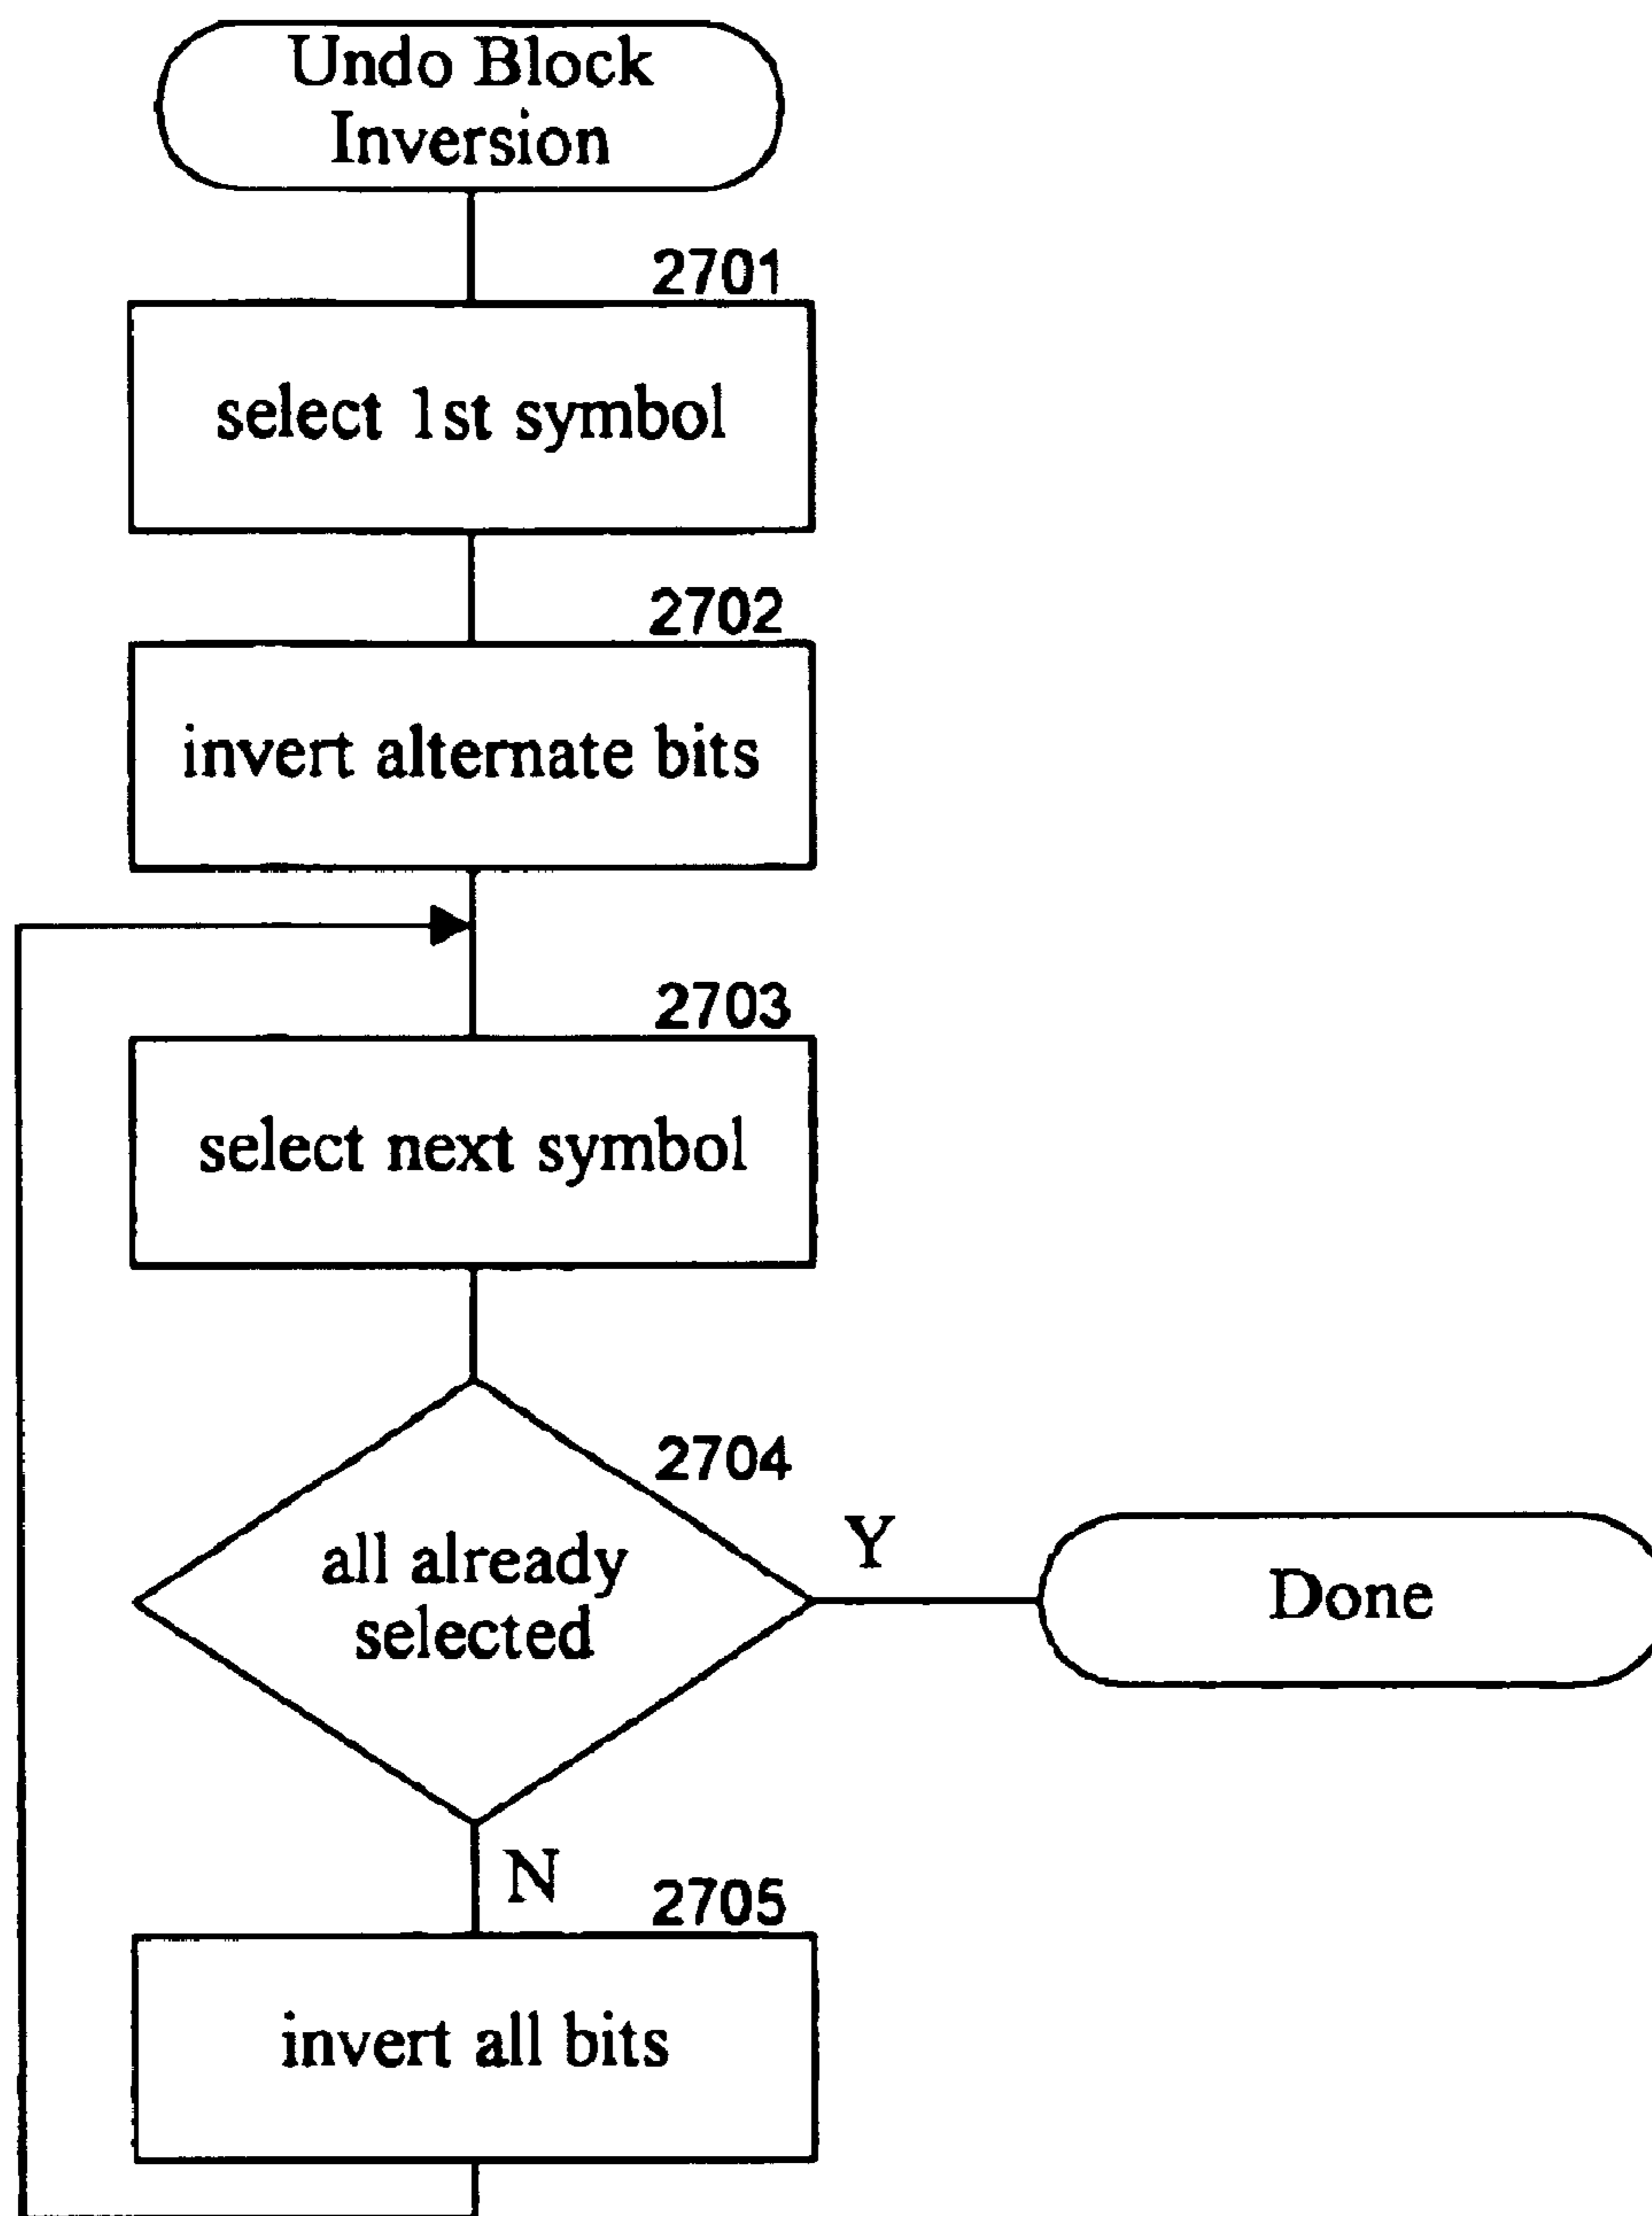 Undo Block
Inversion
2701
select 1st symbol
2702
invert alternate bits
2703
select next symbol
2704
all already
selected
Y
Done
N
2705
invert all bits